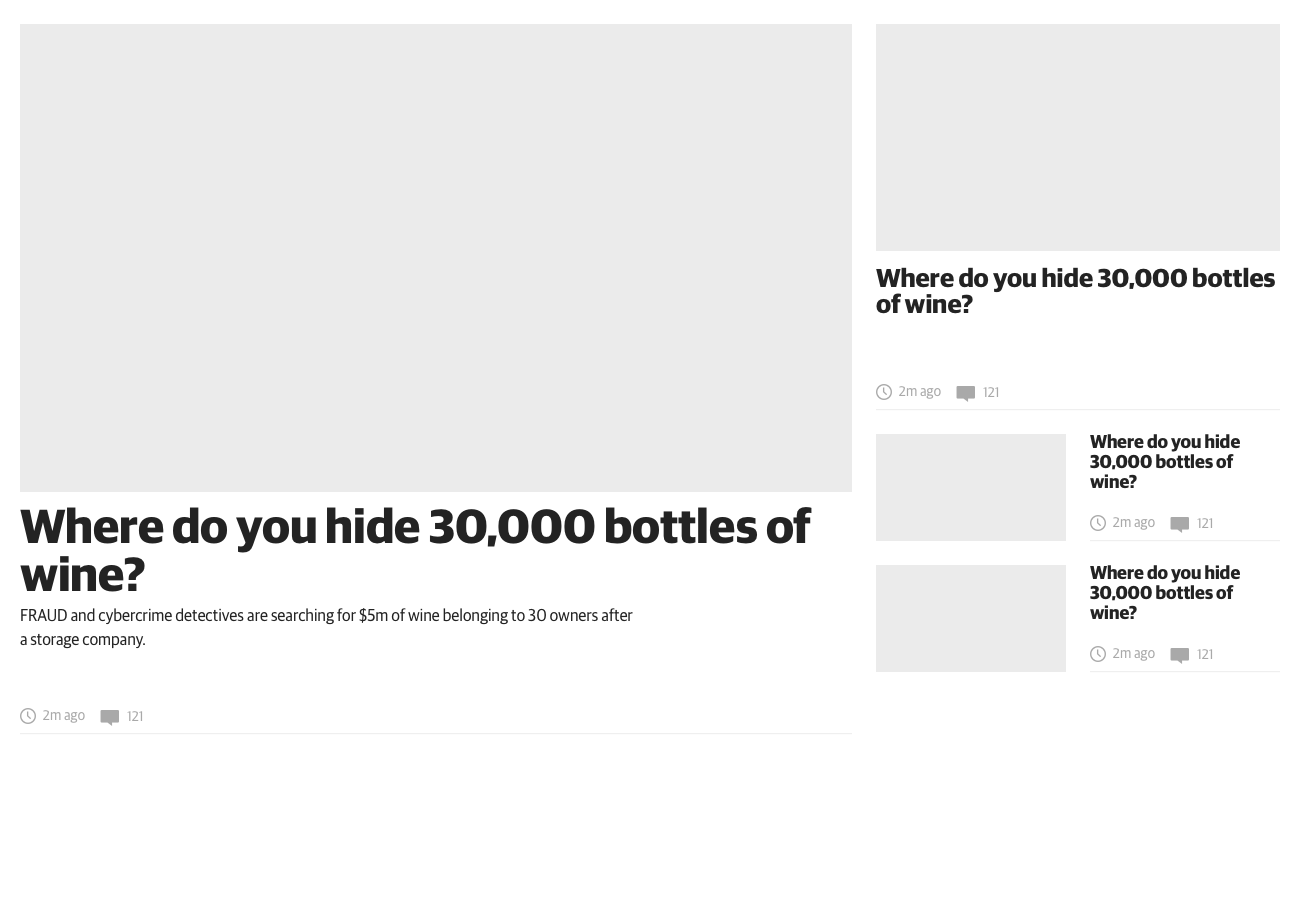 Where do you hide 30,000 bottles of
wine?
FRAUD and cybercrime detectives are searching for $5m of wine belonging to 30 owners after
a storage company.
2m ago 121
Where do you hide 30,000 bottles
of wine?
2m ago 121
Where do you hide
30,000 bottles of
wine?
2m ago 121
Where do you hide
30,000 bottles of
wine?
2m ago 121